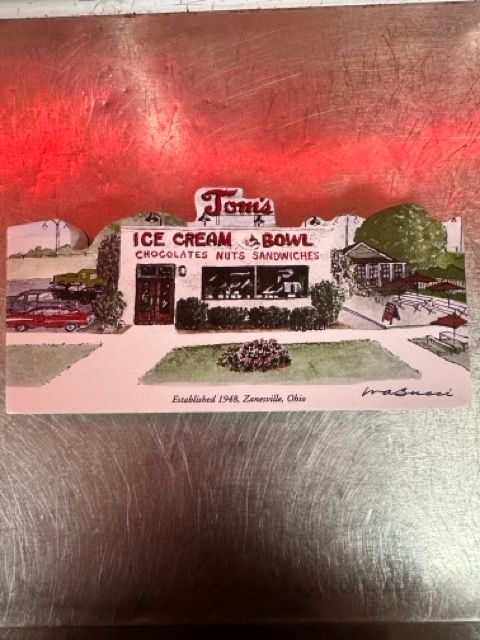 Tom's
ICE CREAM BOWL
CHOCOLATES NUTS SANDWICHES
Established 1948, Zanesville, Ohio